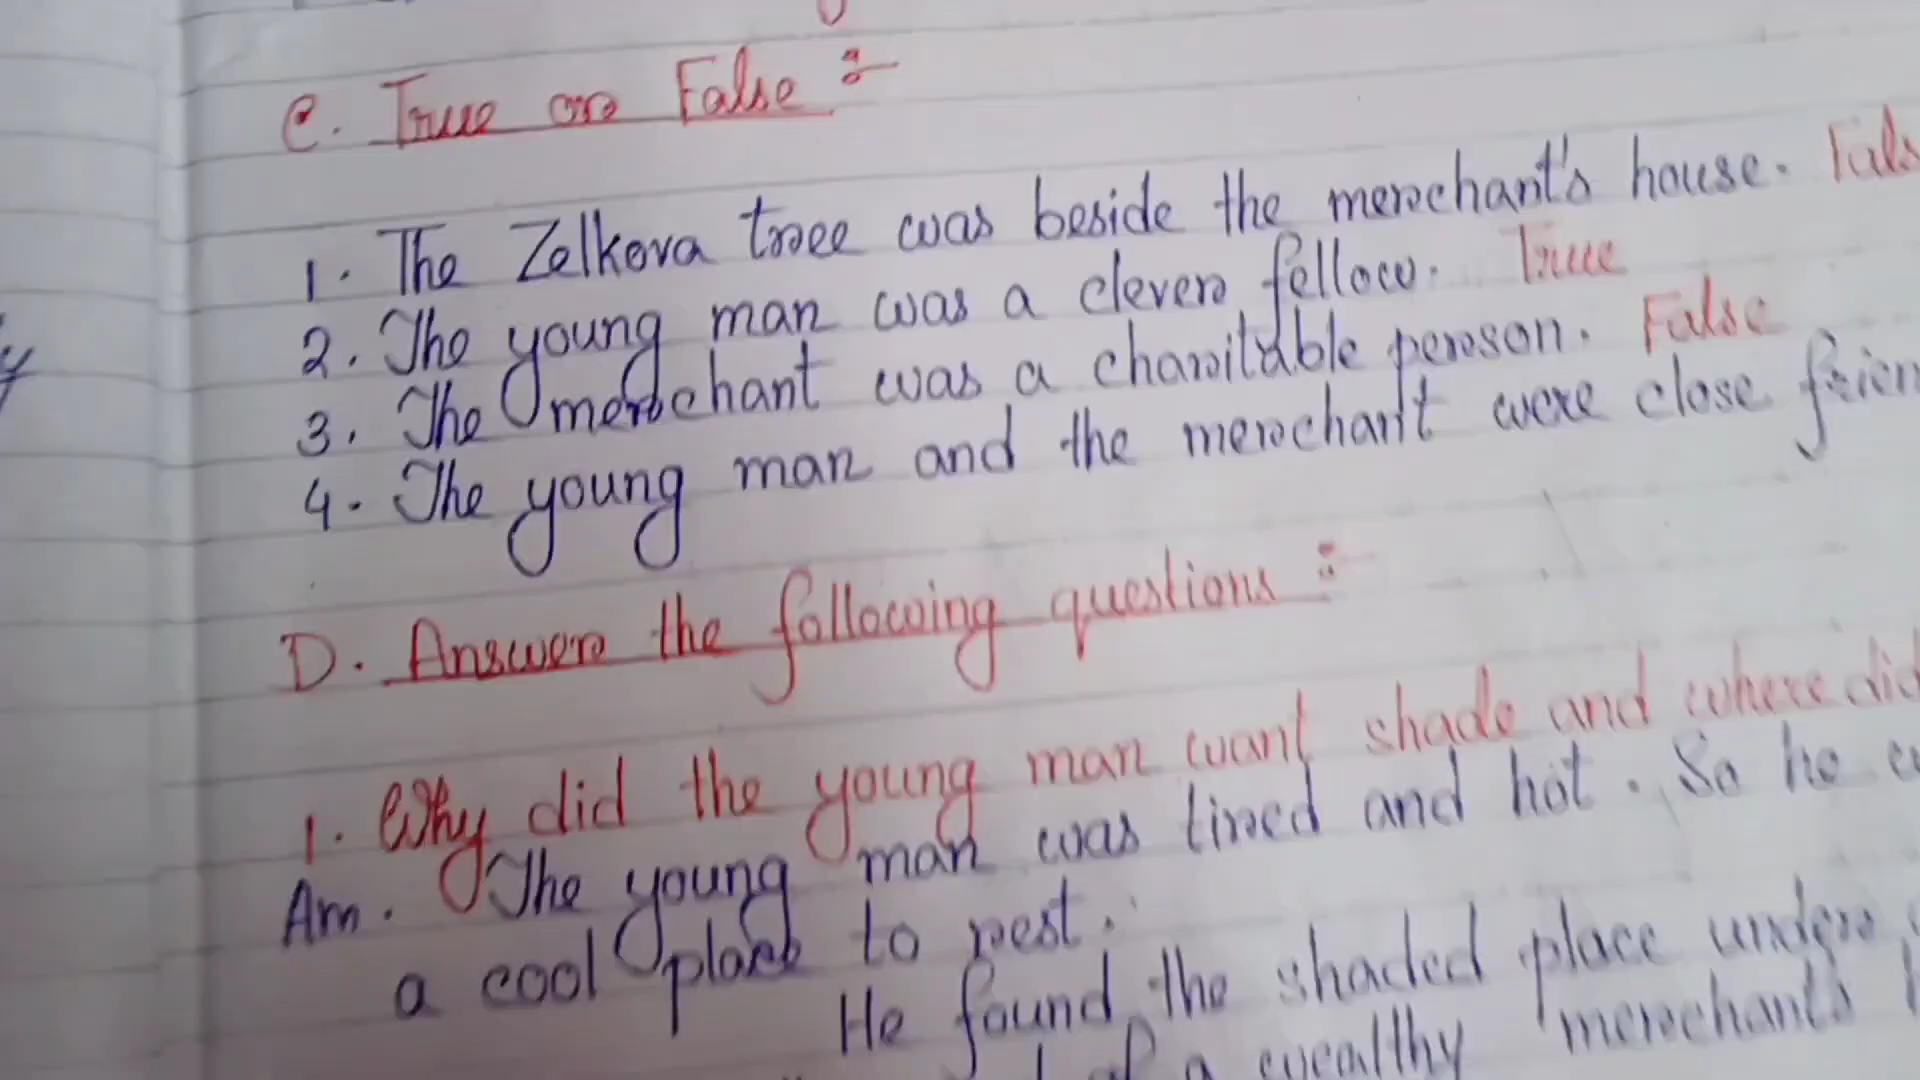 C. True or False :-
1. The Zelkova tree was beside the merchant's house. Fals
2. The young man was a clever fellow. True
3. The merchant was a charitable person. False
4. The young man and the merchant were close frien
D. Answer the following questions :-
1. Why did the young man want shade and where did
Ans. The young man was tired and hot. So he
a cool place to rest.
He found the shaded place under
of a wealthy merchant's